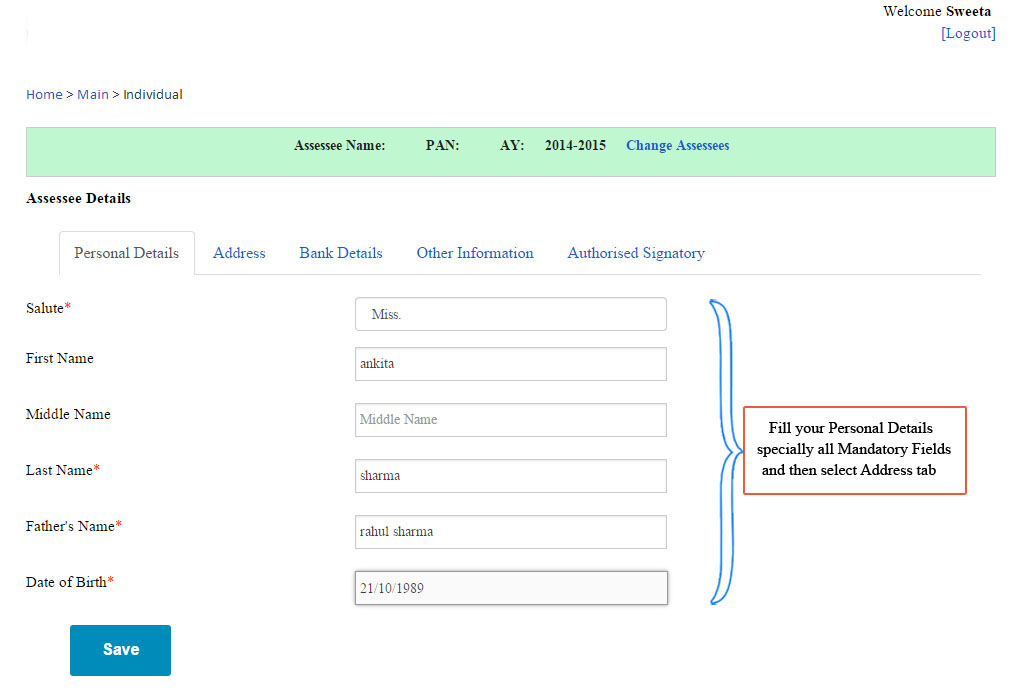 Welcome Sweeta
[Logout]
Home > Main > Individual
Assessee Name: PAN: AY: 2014-2015 Change Assessees
Assessee Details
Personal Details Address Bank Details Other Information Authorised Signatory
Salute* Miss.
First Name ankita
Middle Name Middle Name
Last Name* sharma
Father's Name* rahul sharma
Date of Birth* 21/10/1989
Fill your Personal Details
specially all Mandatory Fields
and then select Address tab
Save